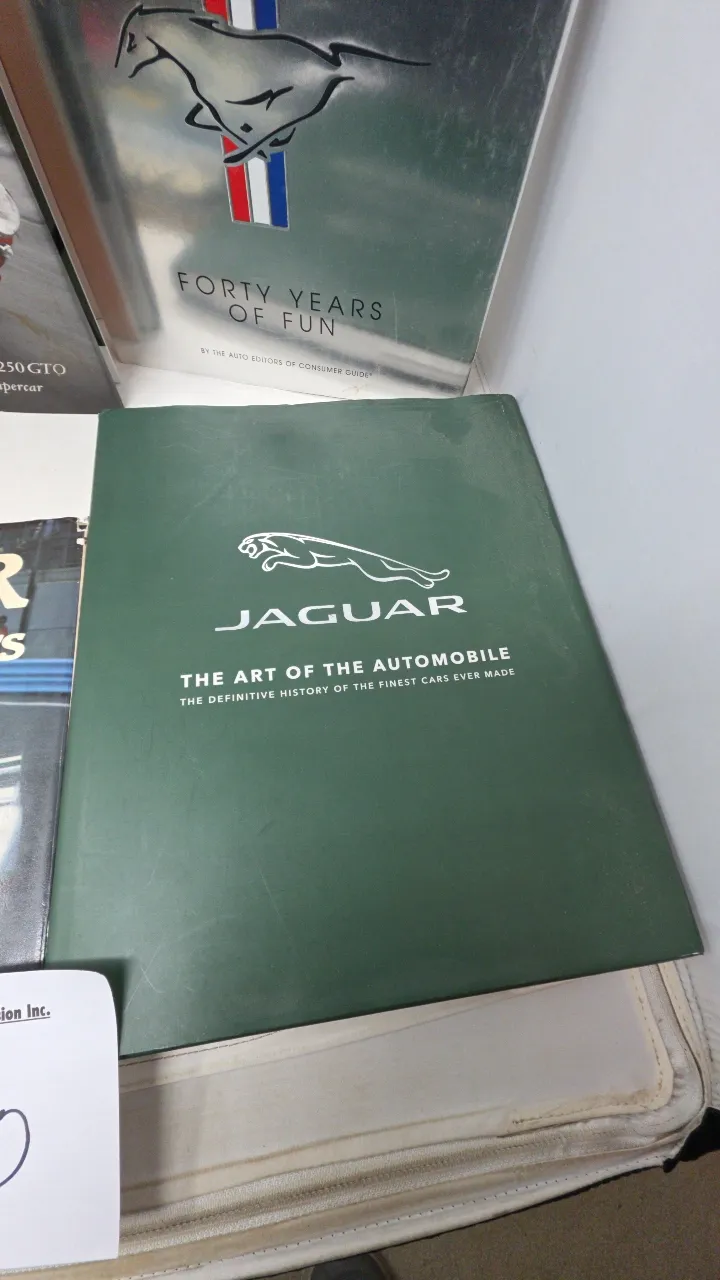 FORTY YEARS
OF FUN
BY THE AUTO EDITORS OF CONSUMER GUIDE®
250 GTO
JAGUAR
THE ART OF THE AUTOMOBILE
THE DEFINITIVE HISTORY OF THE FINEST CARS EVER MADE
R
S
Inc.